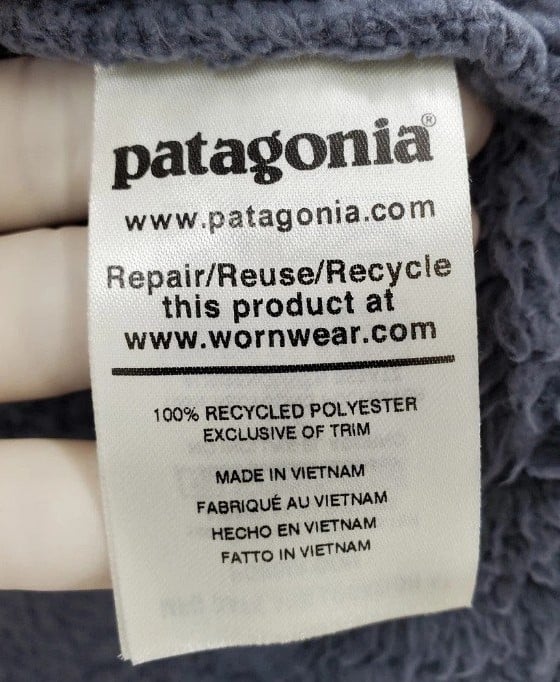 patagonia®
www.patagonia.com
Repair/Reuse/Recycle
this product at
www.wornwear.com
100% RECYCLED POLYESTER
EXCLUSIVE OF TRIM
MADE IN VIETNAM
FABRIQUÉ AU VIETNAM
HECHO EN VIETNAM
FATTO IN VIETNAM